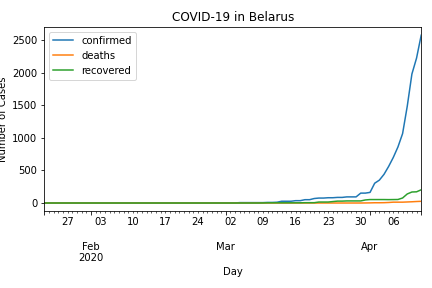 COVID-19 in Belarus
confirmed
deaths
recovered
Number of Cases
2500
2000
1500
1000
500
0
27 03 10 17 24 02 09 16 23 30 06
Feb Mar Apr
2020
Day